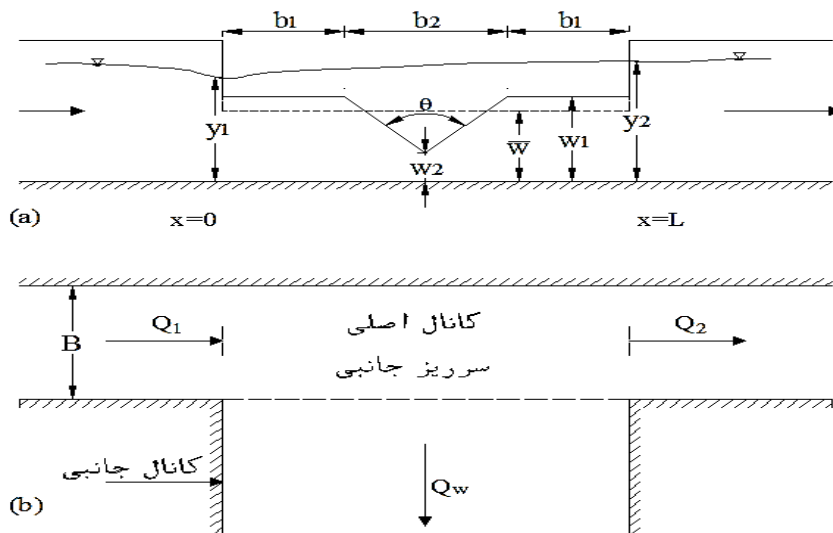 b1 b2 b1
θ
y1 w̅ w1 y2
w2
(a)
x=0 x=L
کانال اصلی
Q1 Q2
B
سرریز جانبی
کانال جانبی
Qw
(b)